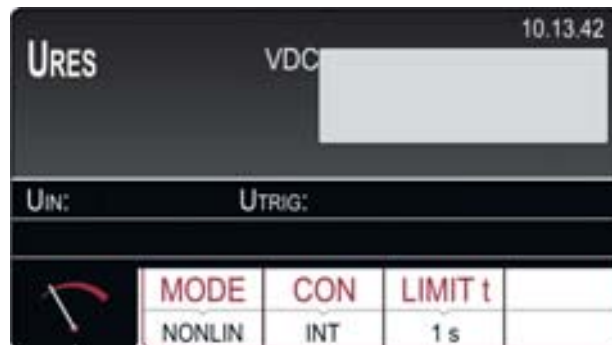 10.13.42
URES VDC
UIN: UTRIG:
MODE CON LIMIT t
NONLIN INT 1 s